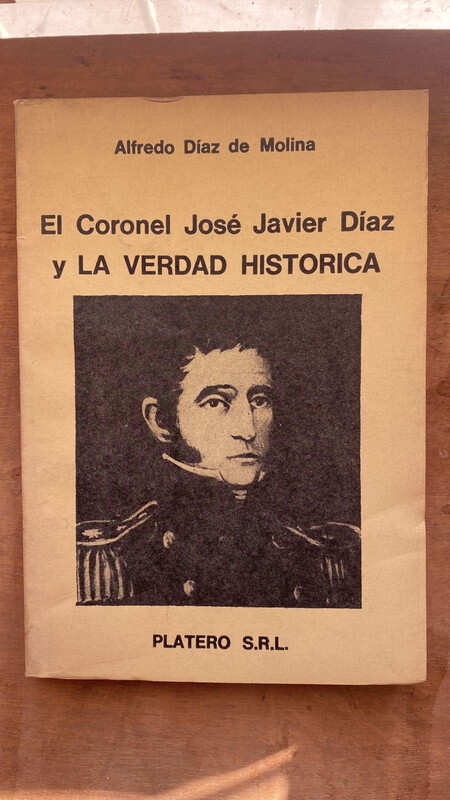 Alfredo Díaz de Molina
El Coronel José Javier Díaz
y LA VERDAD HISTORICA
PLATERO S.R.L.